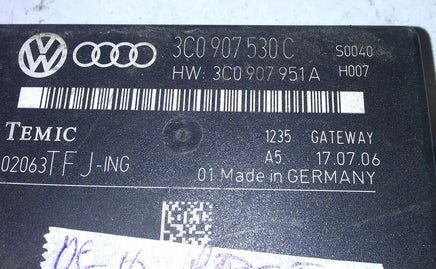 3C0 907 530 C S0040
HW: 3C0 907 951 A H007
TEMIC 1235 GATEWAY
02063TFJ-ING A5 17.07.06
01 Made in GERMANY